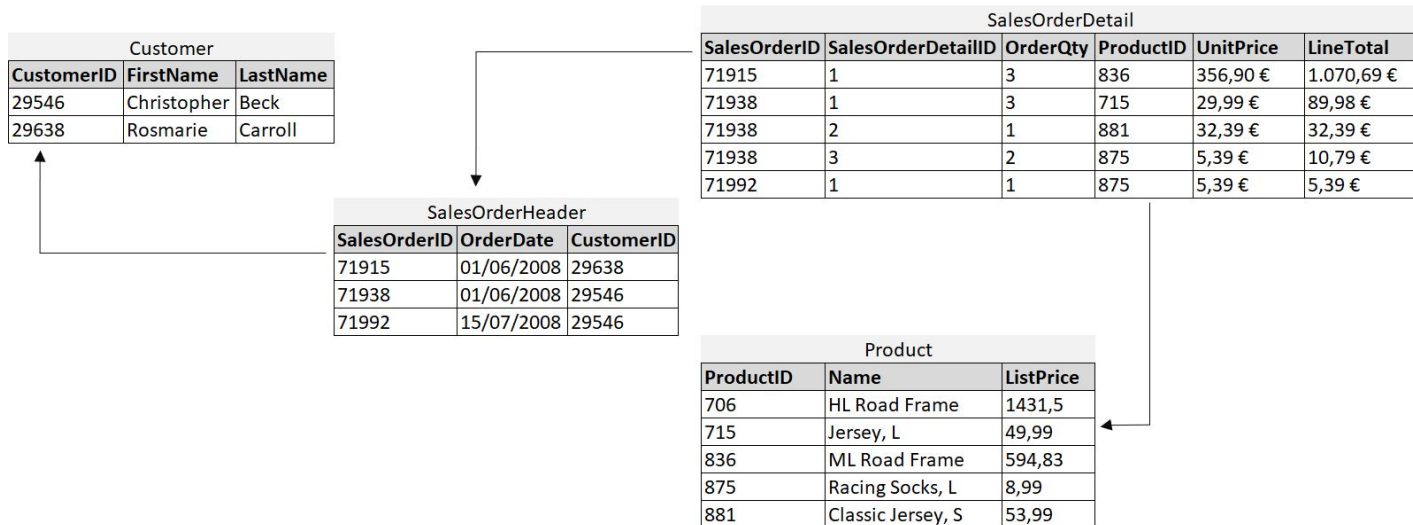 Customer
CustomerID FirstName LastName
29546 Christopher Beck
29638 Rosmarie Carroll
SalesOrderHeader
SalesOrderID OrderDate CustomerID
71915 01/06/2008 29638
71938 01/06/2008 29546
71992 15/07/2008 29546
SalesOrderDetail
SalesOrderID SalesOrderDetailID OrderQty ProductID UnitPrice LineTotal
71915 1 3 836 356,90 € 1.070,69 €
71938 1 3 715 29,99 € 89,98 €
71938 2 1 881 32,39 € 32,39 €
71938 3 2 875 5,39 € 10,79 €
71992 1 1 875 5,39 € 5,39 €
Product
ProductID Name ListPrice
706 HL Road Frame 1431,5
715 Jersey, L 49,99
836 ML Road Frame 594,83
875 Racing Socks, L 8,99
881 Classic Jersey, S 53,99